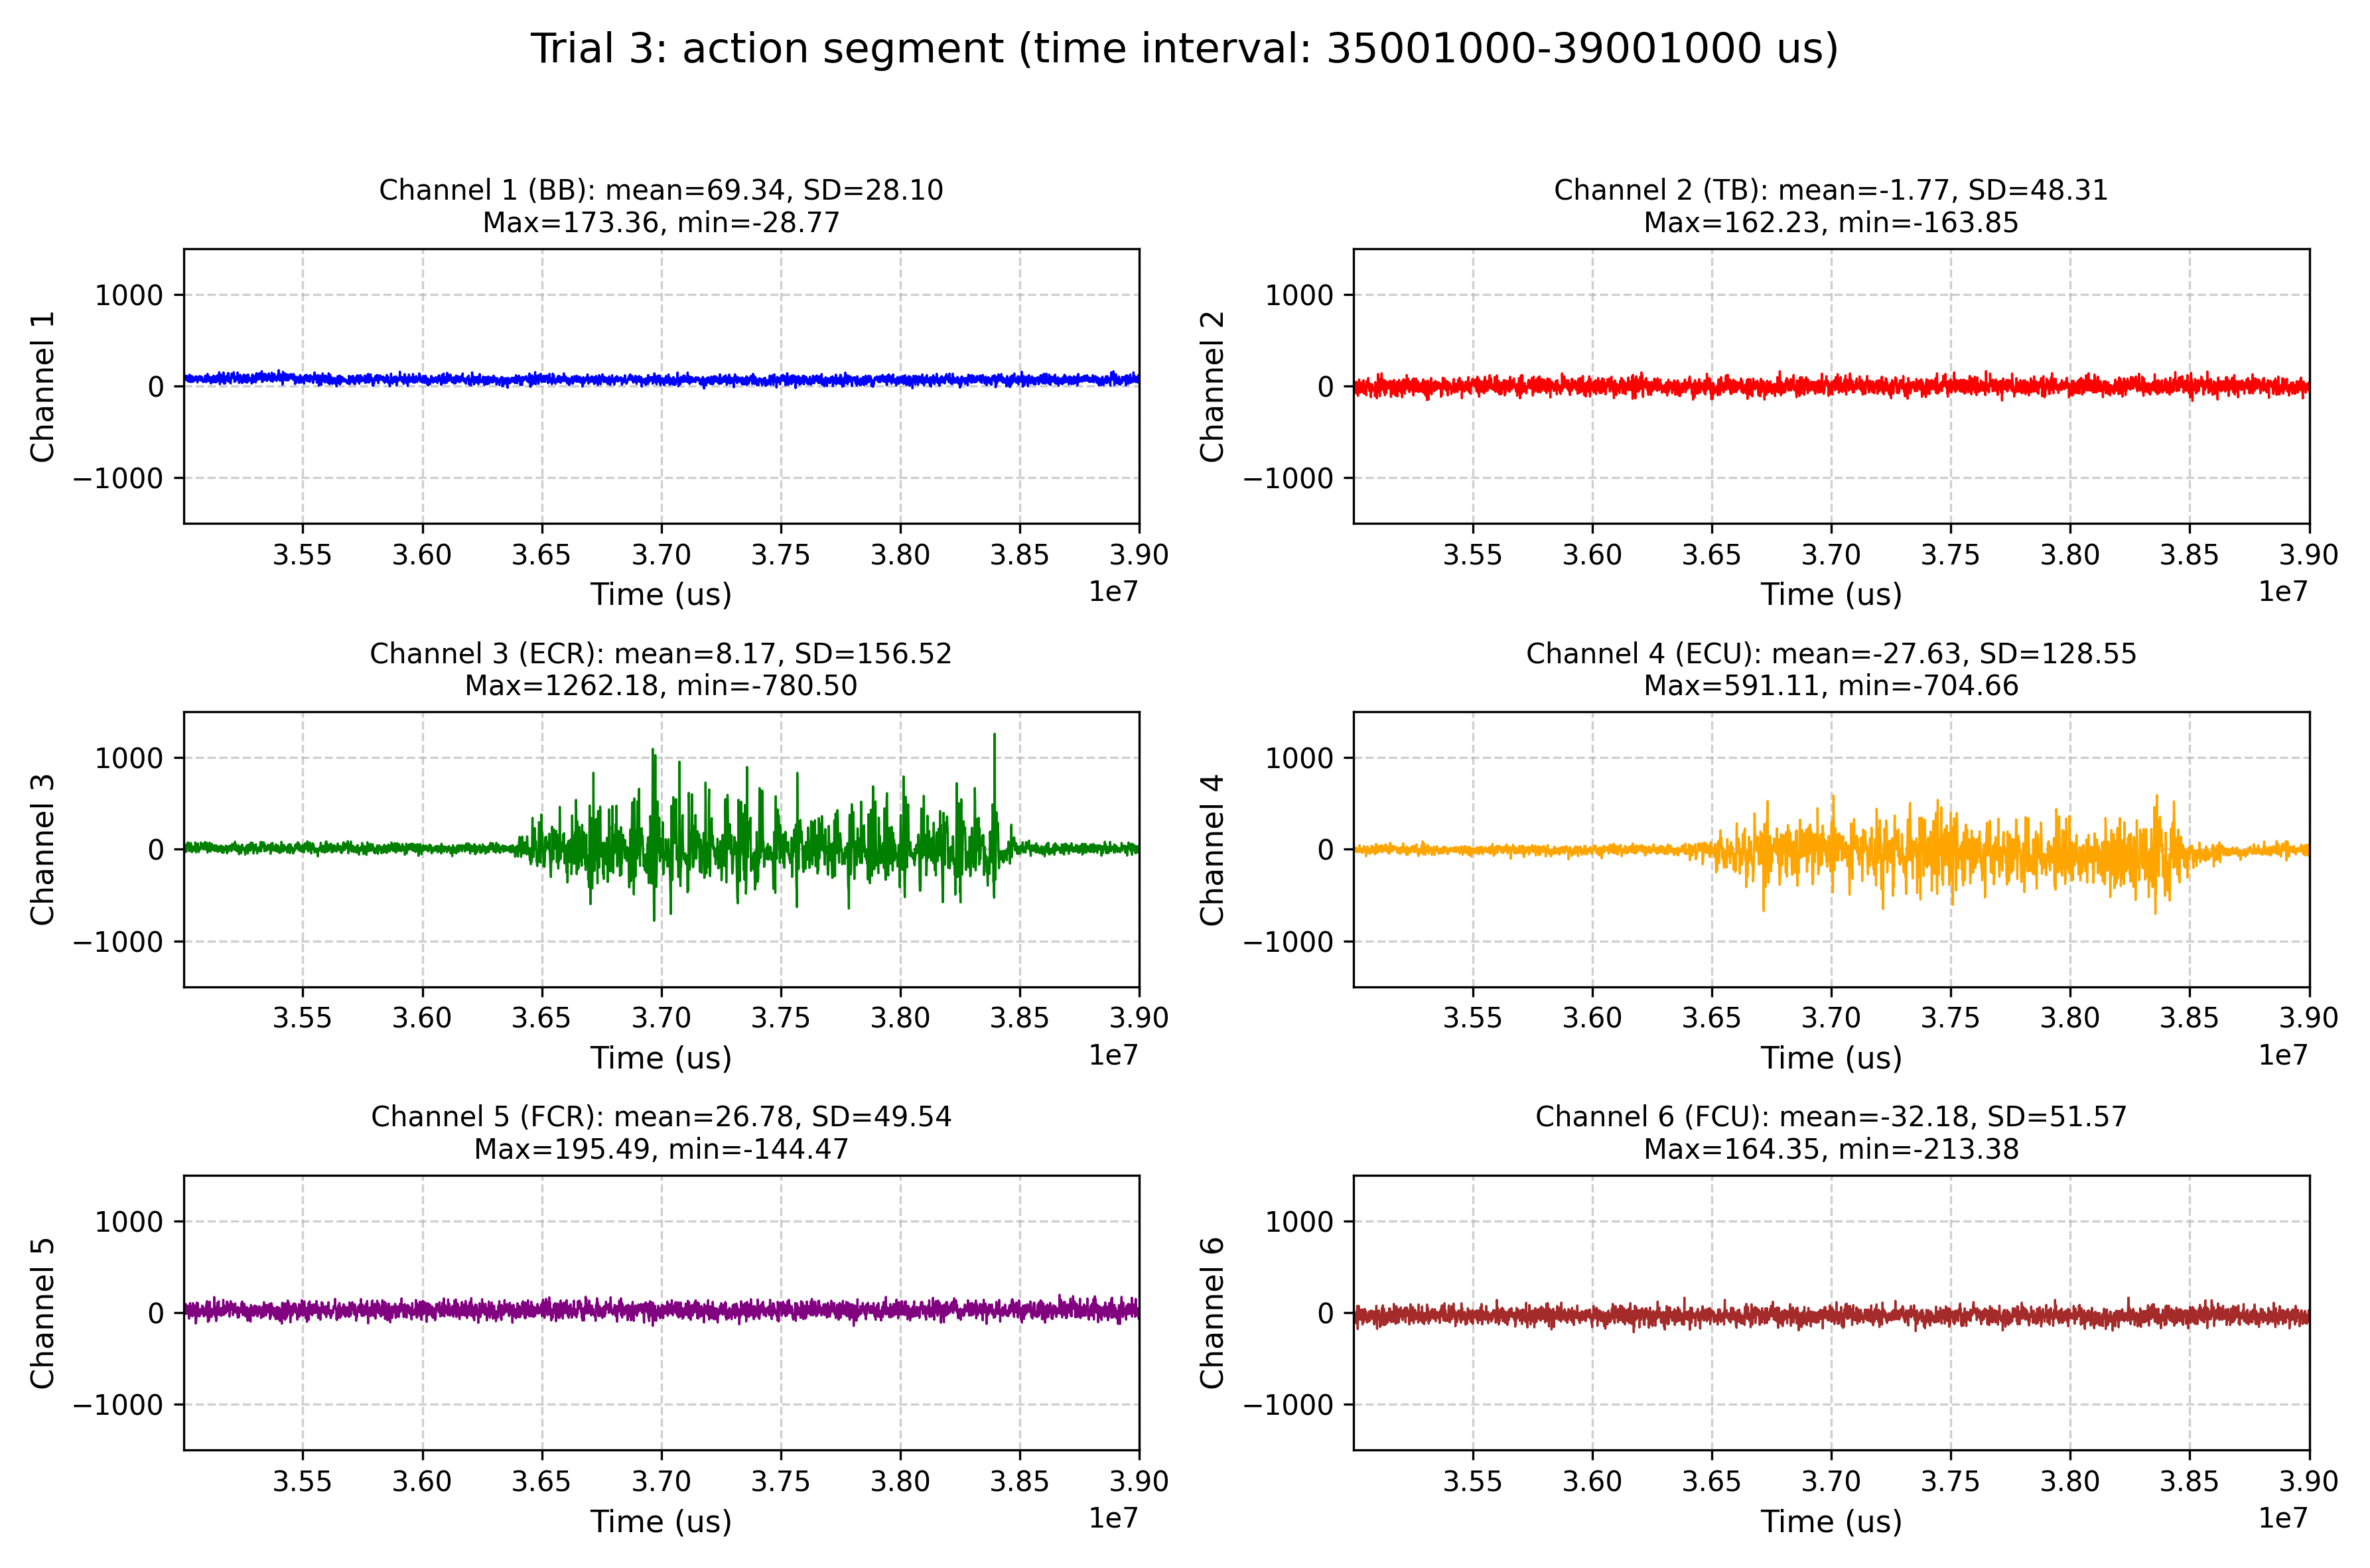 Trial 3: action segment (time interval: 35001000-39001000 us)
Channel 1 (BB): mean=69.34, SD=28.10
Max=173.36, min=-28.77
Channel 1
1000
0
−1000
3.55 3.60 3.65 3.70 3.75 3.80 3.85 3.90
Time (us)
1e7
Channel 2 (TB): mean=-1.77, SD=48.31
Max=162.23, min=-163.85
Channel 2
1000
0
−1000
3.55 3.60 3.65 3.70 3.75 3.80 3.85 3.90
Time (us)
1e7
Channel 3 (ECR): mean=8.17, SD=156.52
Max=1262.18, min=-780.50
Channel 3
1000
0
−1000
3.55 3.60 3.65 3.70 3.75 3.80 3.85 3.90
Time (us)
1e7
Channel 4 (ECU): mean=-27.63, SD=128.55
Max=591.11, min=-704.66
Channel 4
1000
0
−1000
3.55 3.60 3.65 3.70 3.75 3.80 3.85 3.90
Time (us)
1e7
Channel 5 (FCR): mean=26.78, SD=49.54
Max=195.49, min=-144.47
Channel 5
1000
0
−1000
3.55 3.60 3.65 3.70 3.75 3.80 3.85 3.90
Time (us)
1e7
Channel 6 (FCU): mean=-32.18, SD=51.57
Max=164.35, min=-213.38
Channel 6
1000
0
−1000
3.55 3.60 3.65 3.70 3.75 3.80 3.85 3.90
Time (us)
1e7